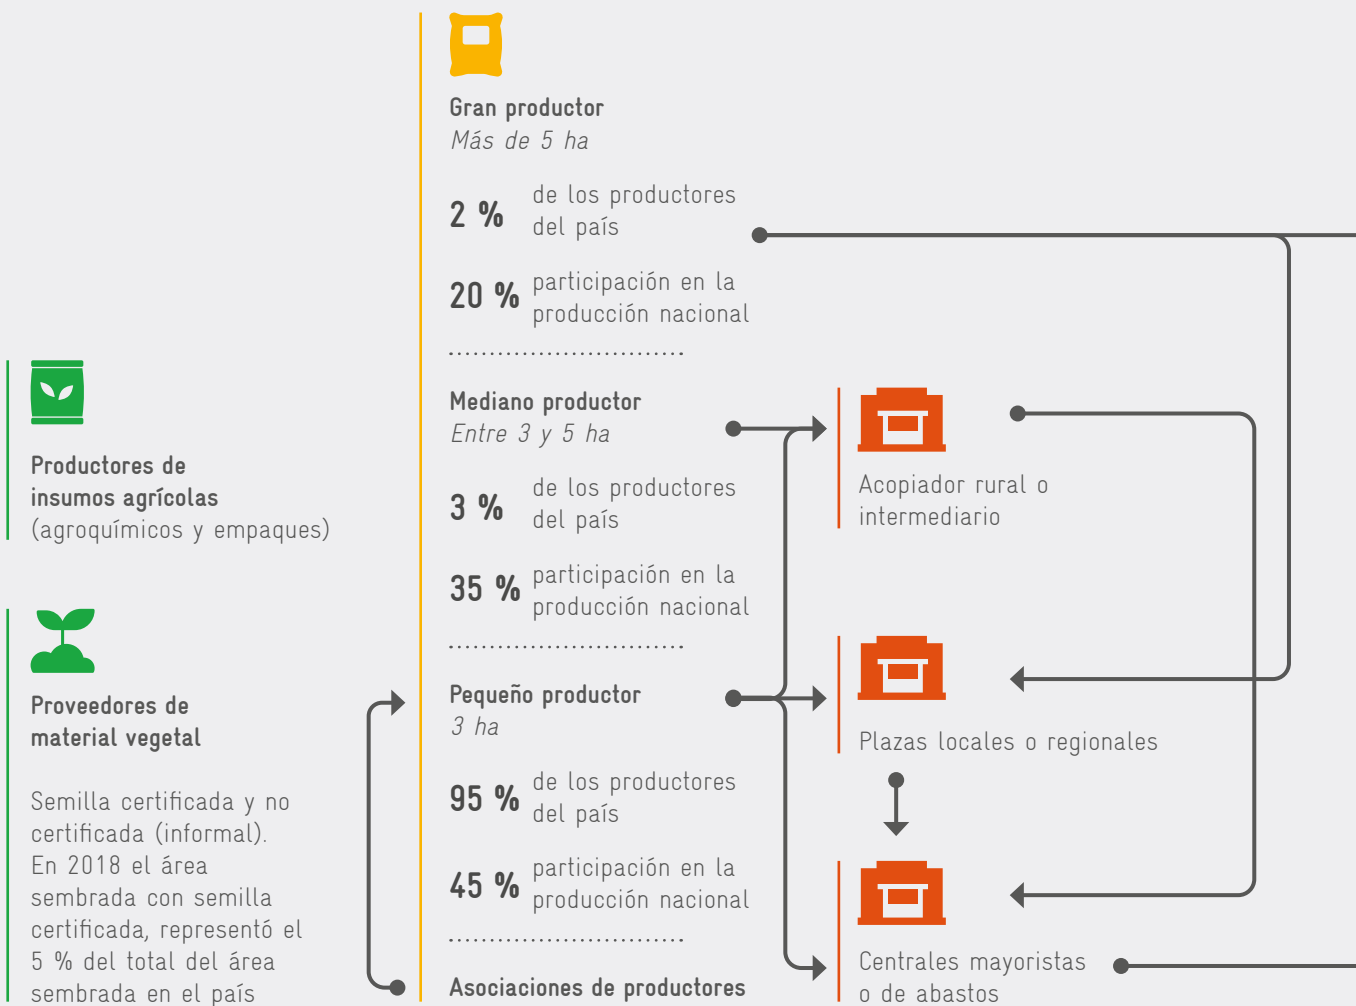 Productores de
insumos agrícolas
(agroquímicos y empaques)
Proveedores de
material vegetal
Semilla certificada y no
certificada (informal).
En 2018 el área
sembrada con semilla
certificada, representó el
5 % del total del área
sembrada en el país
Gran productor
Más de 5 ha
2 % de los productores
del país
20 % participación en la
producción nacional
Mediano productor
Entre 3 y 5 ha
3 % de los productores
del país
35 % participación en la
producción nacional
Pequeño productor
3 ha
95 % de los productores
del país
45 % participación en la
producción nacional
Asociaciones de productores
Acopiador rural o
intermediario
Plazas locales o regionales
Centrales mayoristas
o de abastos